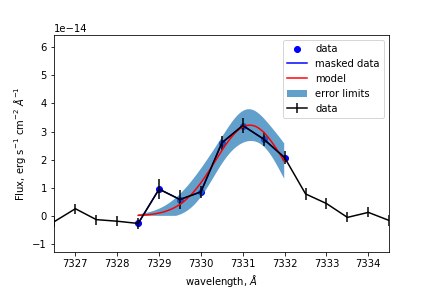 1e−14
6
5
4
3
2
1
0
−1
Flux, erg s⁻¹ cm⁻² Å⁻¹
data
masked data
model
error limits
data
7327 7328 7329 7330 7331 7332 7333 7334
wavelength, Å